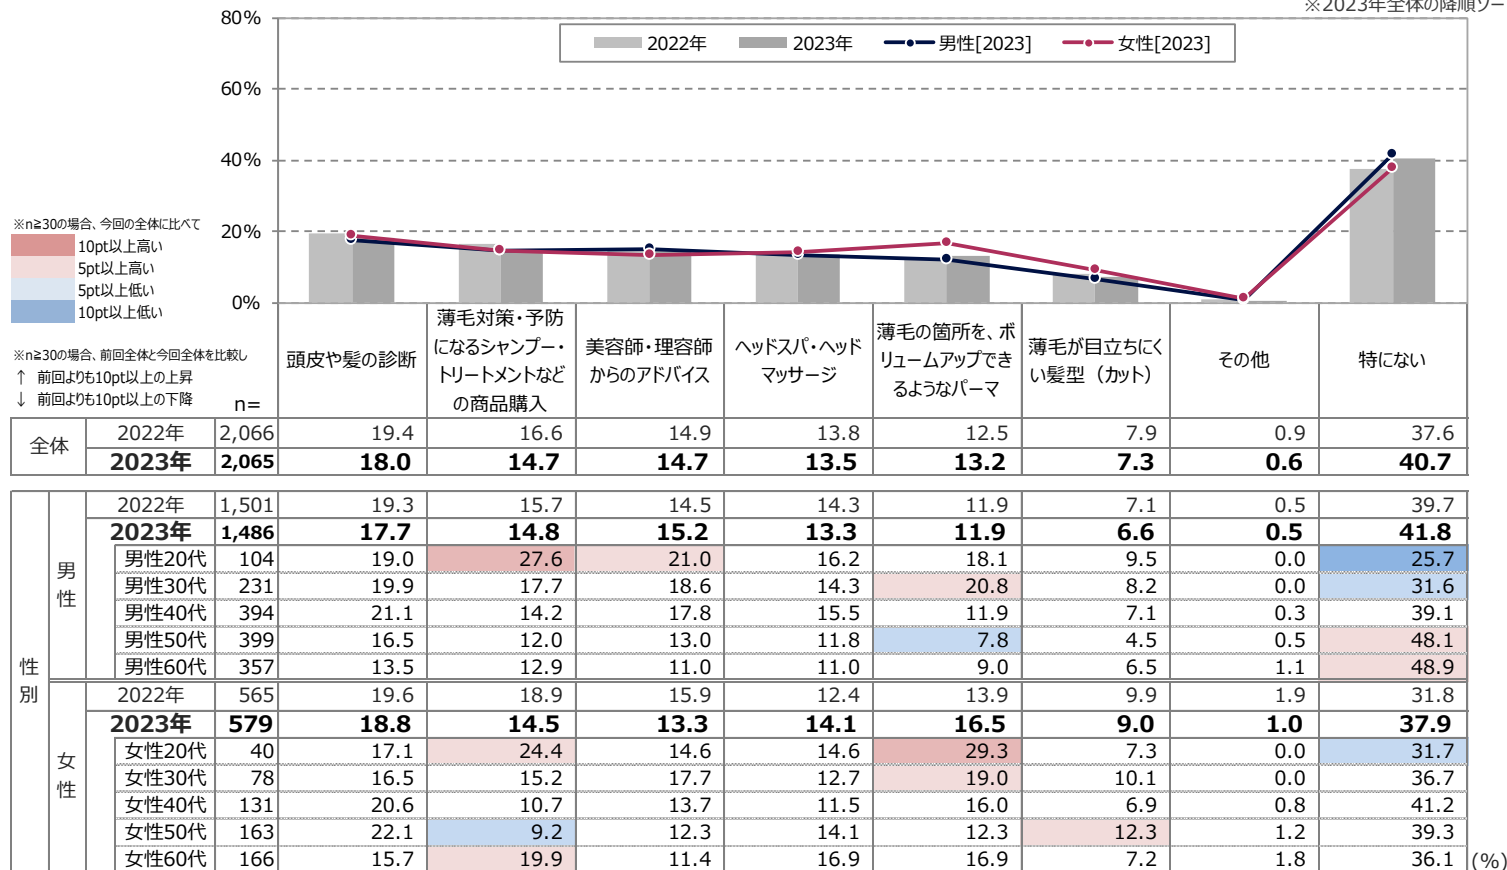 ※2023年全体の降順ソー
80%
60%
40%
20%
0%
2022年 2023年 男性[2023] 女性[2023]
※n≧30の場合、今回の全体に比べて
10pt以上高い
5pt以上高い
5pt以上低い
10pt以上低い
※n≧30の場合、前回全体と今回全体を比較し
↑ 前回よりも10pt以上の上昇
↓ 前回よりも10pt以上の下降
n=
頭皮や髪の診断
薄毛対策・予防
になるシャンプー・
トリートメントなど
の商品購入
美容師・理容師
からのアドバイス
ヘッドスパ・ヘッド
マッサージ
薄毛の箇所を、ボ
リュームアップでき
るようなパーマ
薄毛が目立ちにく
い髪型（カット）
その他
特にない
全体
2022年 2,066 19.4 16.6 14.9 13.8 12.5 7.9 0.9 37.6
2023年 2,065 18.0 14.7 14.7 13.5 13.2 7.3 0.6 40.7
性別
男性
2022年 1,501 19.3 15.7 14.5 14.3 11.9 7.1 0.5 39.7
2023年 1,486 17.7 14.8 15.2 13.3 11.9 6.6 0.5 41.8
男性20代 104 19.0 27.6 21.0 16.2 18.1 9.5 0.0 25.7
男性30代 231 19.9 17.7 18.6 14.3 20.8 8.2 0.0 31.6
男性40代 394 21.1 14.2 17.8 15.5 11.9 7.1 0.3 39.1
男性50代 399 16.5 12.0 13.0 11.8 7.8 4.5 0.5 48.1
男性60代 357 13.5 12.9 11.0 11.0 9.0 6.5 1.1 48.9
女性
2022年 565 19.6 18.9 15.9 12.4 13.9 9.9 1.9 31.8
2023年 579 18.8 14.5 13.3 14.1 16.5 9.0 1.0 37.9
女性20代 40 17.1 24.4 14.6 14.6 29.3 7.3 0.0 31.7
女性30代 78 16.5 15.2 17.7 12.7 19.0 10.1 0.0 36.7
女性40代 131 20.6 10.7 13.7 11.5 16.0 6.9 0.8 41.2
女性50代 163 22.1 9.2 12.3 14.1 12.3 12.3 1.2 39.3
女性60代 166 15.7 19.9 11.4 16.9 16.9 7.2 1.8 36.1 (%)